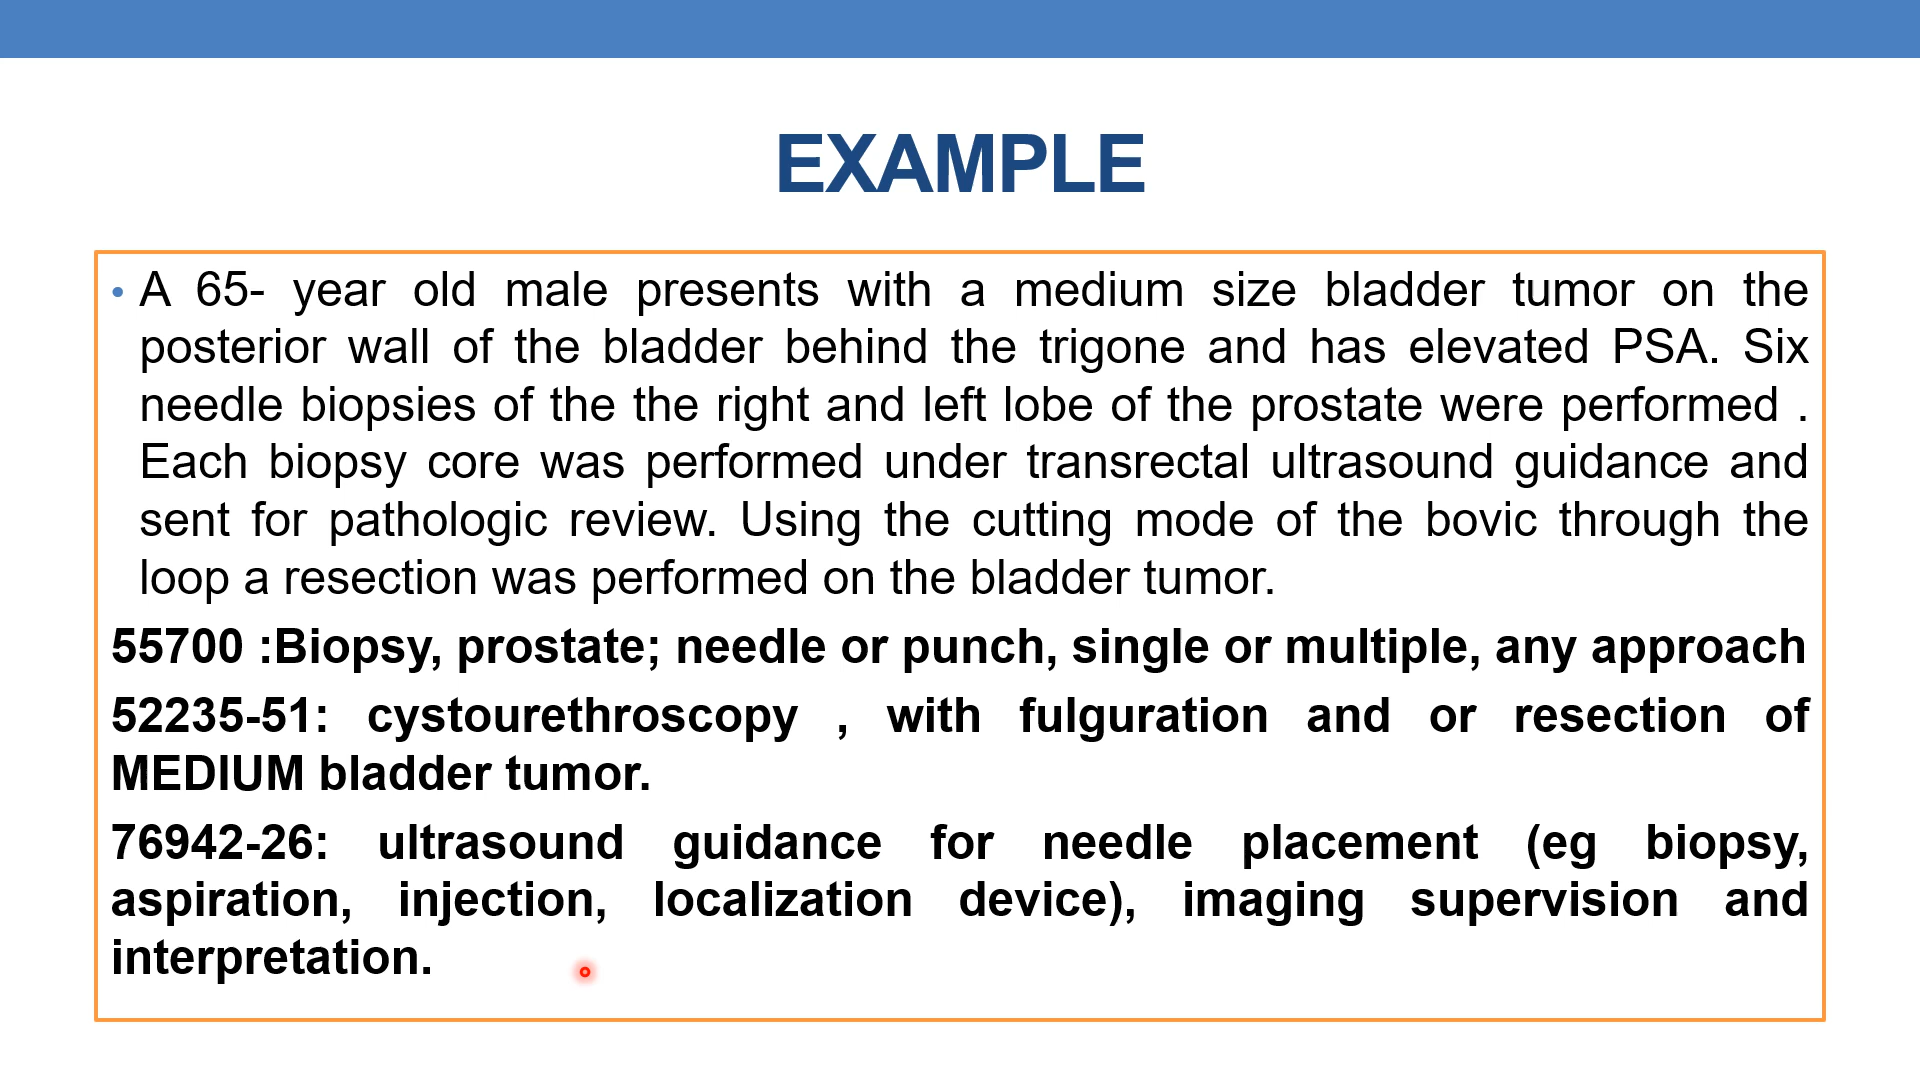 EXAMPLE
• A 65- year old male presents with a medium size bladder tumor on the
posterior wall of the bladder behind the trigone and has elevated PSA. Six
needle biopsies of the the right and left lobe of the prostate were performed .
Each biopsy core was performed under transrectal ultrasound guidance and
sent for pathologic review. Using the cutting mode of the bovic through the
loop a resection was performed on the bladder tumor.
55700 :Biopsy, prostate; needle or punch, single or multiple, any approach
52235-51: cystourethroscopy , with fulguration and or resection of
MEDIUM bladder tumor.
76942-26: ultrasound guidance for needle placement (eg biopsy,
aspiration, injection, localization device), imaging supervision and
interpretation.